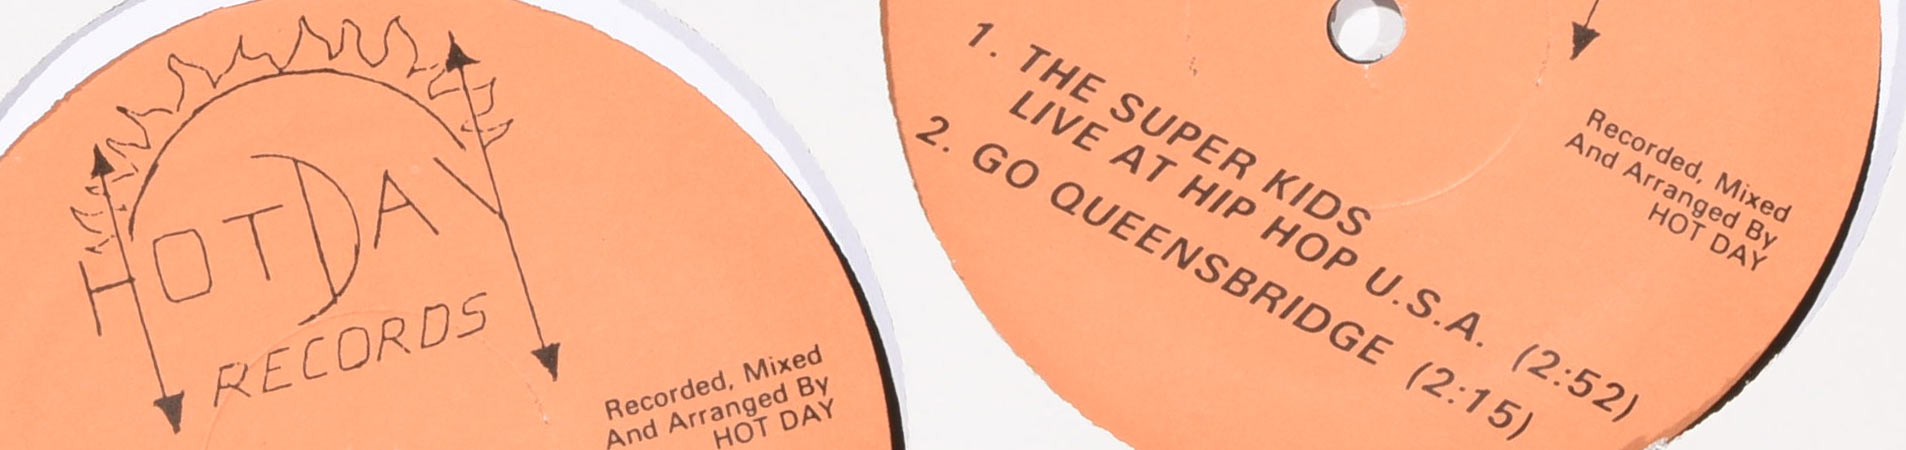 HOT DAY
RECORDS
Recorded, Mixed
And Arranged By
HOT DAY
1. THE SUPER KIDS
LIVE AT HIP HOP U.S.A. (2:52)
2. GO QUEENSBRIDGE (2:15)
Recorded, Mixed
And Arranged By
HOT DAY